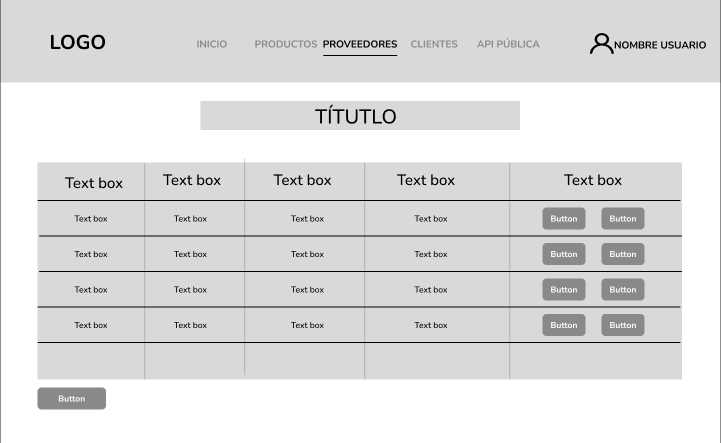 LOGO INICIO PRODUCTOS PROVEEDORES CLIENTES API PÚBLICA NOMBRE USUARIO
TÍTUTLO
Text box Text box Text box Text box Text box
Text box Text box Text box Text box Button Button
Text box Text box Text box Text box Button Button
Text box Text box Text box Text box Button Button
Text box Text box Text box Text box Button Button
Button